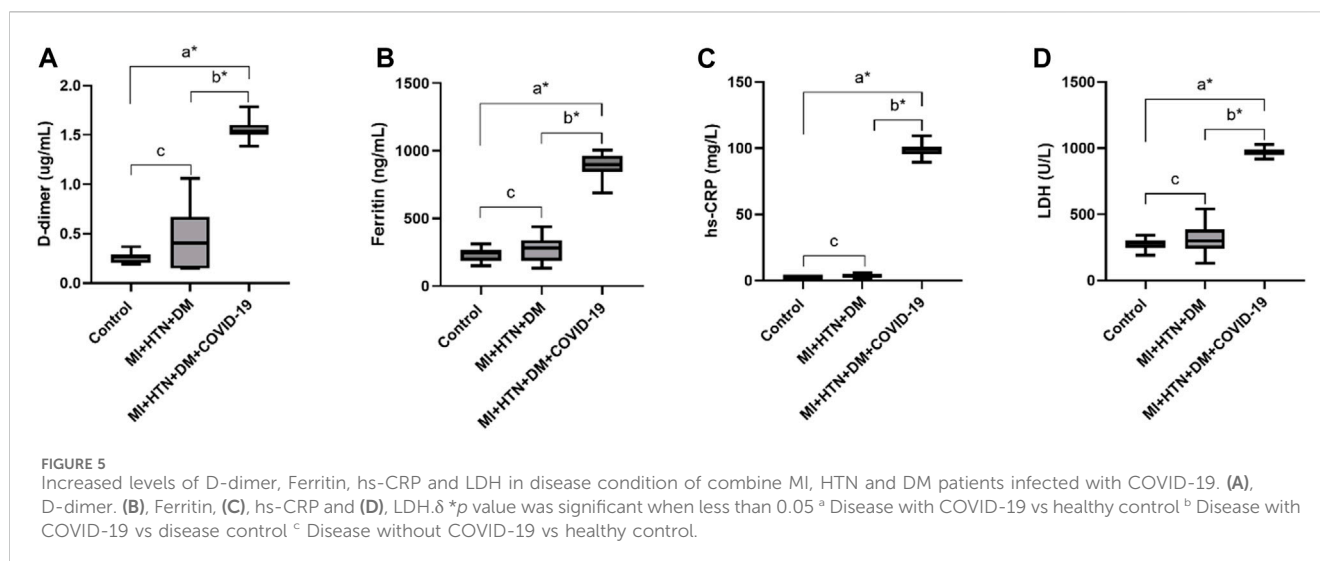 A
a*
b*
c
D-dimer (ug/mL)
2.0
1.5
1.0
0.5
0.0
Control
MI+HTN+DM
MI+HTN+DM+COVID-19
B
a*
b*
c
Ferritin (ng/mL)
1500
1000
500
0
Control
MI+HTN+DM
MI+HTN+DM+COVID-19
C
a*
b*
c
hs-CRP (mg/L)
150
100
50
0
Control
MI+HTN+DM
MI+HTN+DM+COVID-19
D
a*
b*
c
LDH (U/L)
1500
1000
500
0
Control
MI+HTN+DM
MI+HTN+DM+COVID-19
FIGURE 5
Increased levels of D-dimer, Ferritin, hs-CRP and LDH in disease condition of combine MI, HTN and DM patients infected with COVID-19. (A),
D-dimer. (B), Ferritin, (C), hs-CRP and (D), LDH.δ *p value was significant when less than 0.05 ᵃ Disease with COVID-19 vs healthy control ᵇ Disease with
COVID-19 vs disease control ᶜ Disease without COVID-19 vs healthy control.